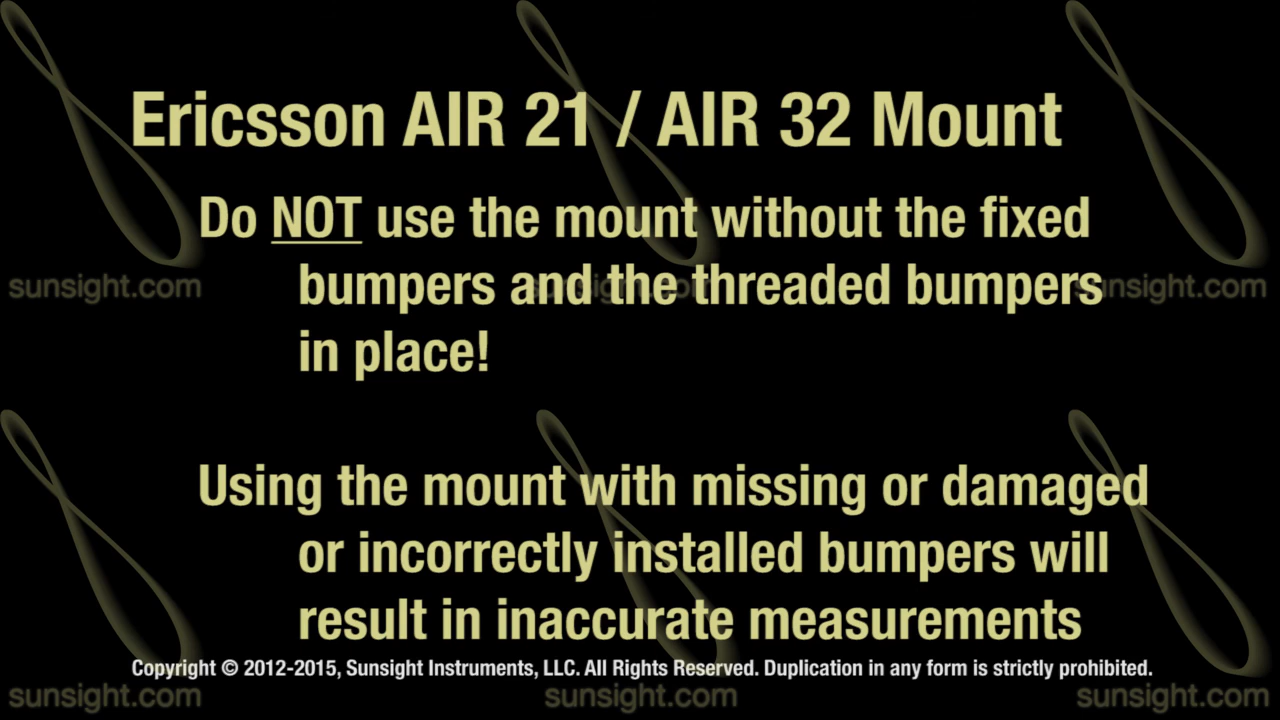 Ericsson AIR 21 / AIR 32 Mount
Do NOT use the mount without the fixed
bumpers and the threaded bumpers
in place!
sunsight.com sunsight.com sunsight.com
Using the mount with missing or damaged
or incorrectly installed bumpers will
result in inaccurate measurements
Copyright © 2012-2015, Sunsight Instruments, LLC. All Rights Reserved. Duplication in any form is strictly prohibited.
sunsight.com sunsight.com sunsight.com